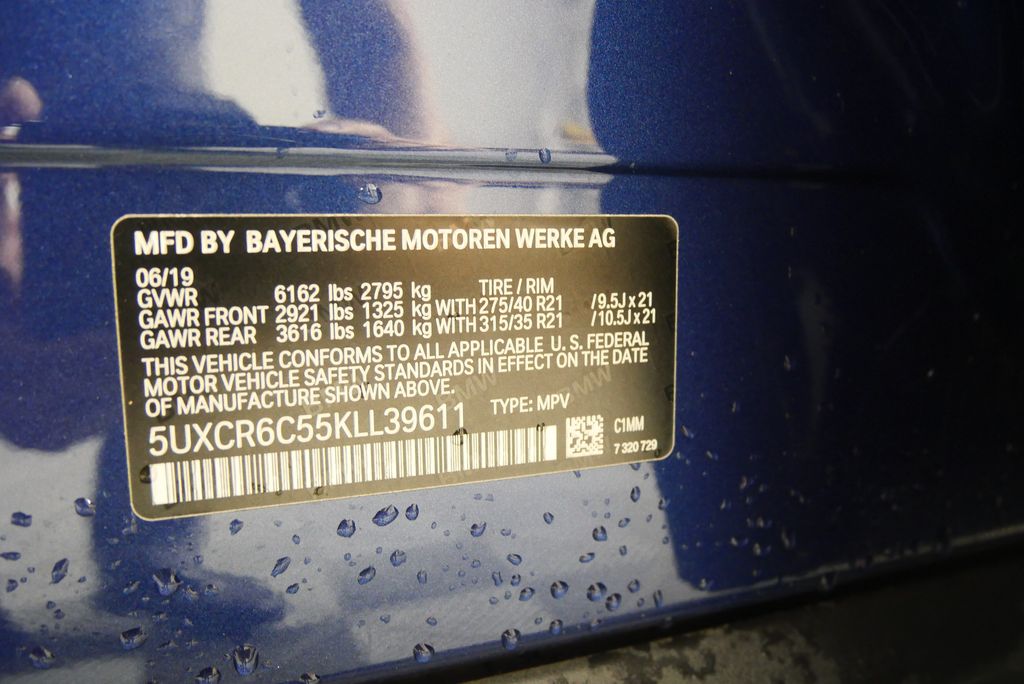 MFD BY BAYERISCHE MOTOREN WERKE AG
06/19
TIRE / RIM
GVWR 6162 lbs 2795 kg
GAWR FRONT 2921 lbs 1325 kg WITH 275/40 R21 /9.5J x 21
GAWR REAR 3616 lbs 1640 kg WITH 315/35 R21 /10.5J x 21
THIS VEHICLE CONFORMS TO ALL APPLICABLE U.S. FEDERAL
MOTOR VEHICLE SAFETY STANDARDS IN EFFECT ON THE DATE
OF MANUFACTURE SHOWN ABOVE.
5UXCR6C55KLL39611 TYPE: MPV
C1MM
7 320 729